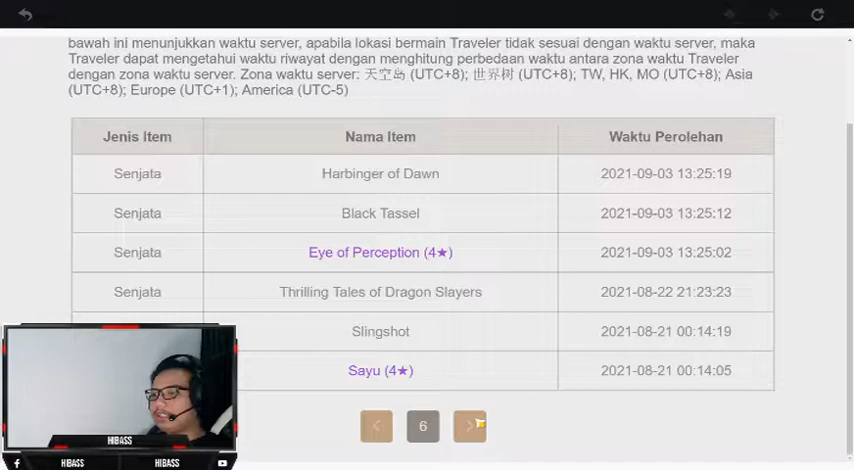 bawah ini menunjukkan waktu server, apabila lokasi bermain Traveler tidak sesuai dengan waktu server, maka
Traveler dapat mengetahui waktu riwayat dengan menghitung perbedaan waktu antara zona waktu Traveler
dengan zona waktu server. Zona waktu server: 天空岛 (UTC+8); 世界树 (UTC+8); TW, HK, MO (UTC+8); Asia
(UTC+8); Europe (UTC+1); America (UTC-5)
Jenis Item Nama Item Waktu Perolehan
Senjata Harbinger of Dawn 2021-09-03 13:25:19
Senjata Black Tassel 2021-09-03 13:25:12
Senjata Eye of Perception (4★) 2021-09-03 13:25:02
Senjata Thrilling Tales of Dragon Slayers 2021-08-22 21:23:23
Slingshot 2021-08-21 00:14:19
Sayu (4★) 2021-08-21 00:14:05
6
HIBASS
HIBASS HIBASS